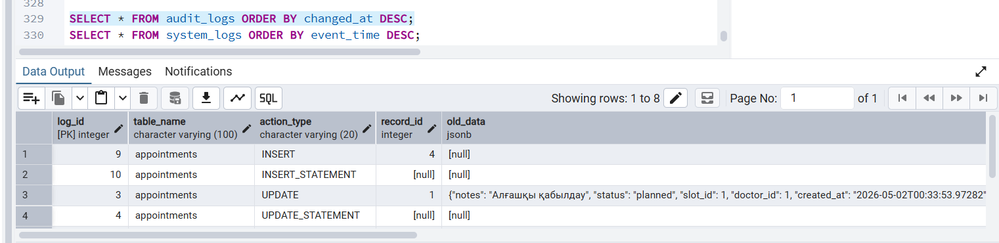 328
329 SELECT * FROM audit_logs ORDER BY changed_at DESC;
330 SELECT * FROM system_logs ORDER BY event_time DESC;
Data Output Messages Notifications
SQL Showing rows: 1 to 8 Page No: 1 of 1
log_id table_name action_type record_id old_data
[PK] integer character varying (100) character varying (20) integer jsonb
1 9 appointments INSERT 4 [null]
2 10 appointments INSERT_STATEMENT [null] [null]
3 3 appointments UPDATE 1 {"notes": "Алғашқы қабылдау", "status": "planned", "slot_id": 1, "doctor_id": 1, "created_at": "2026-05-02T00:33:53.97282"
4 4 appointments UPDATE_STATEMENT [null] [null]